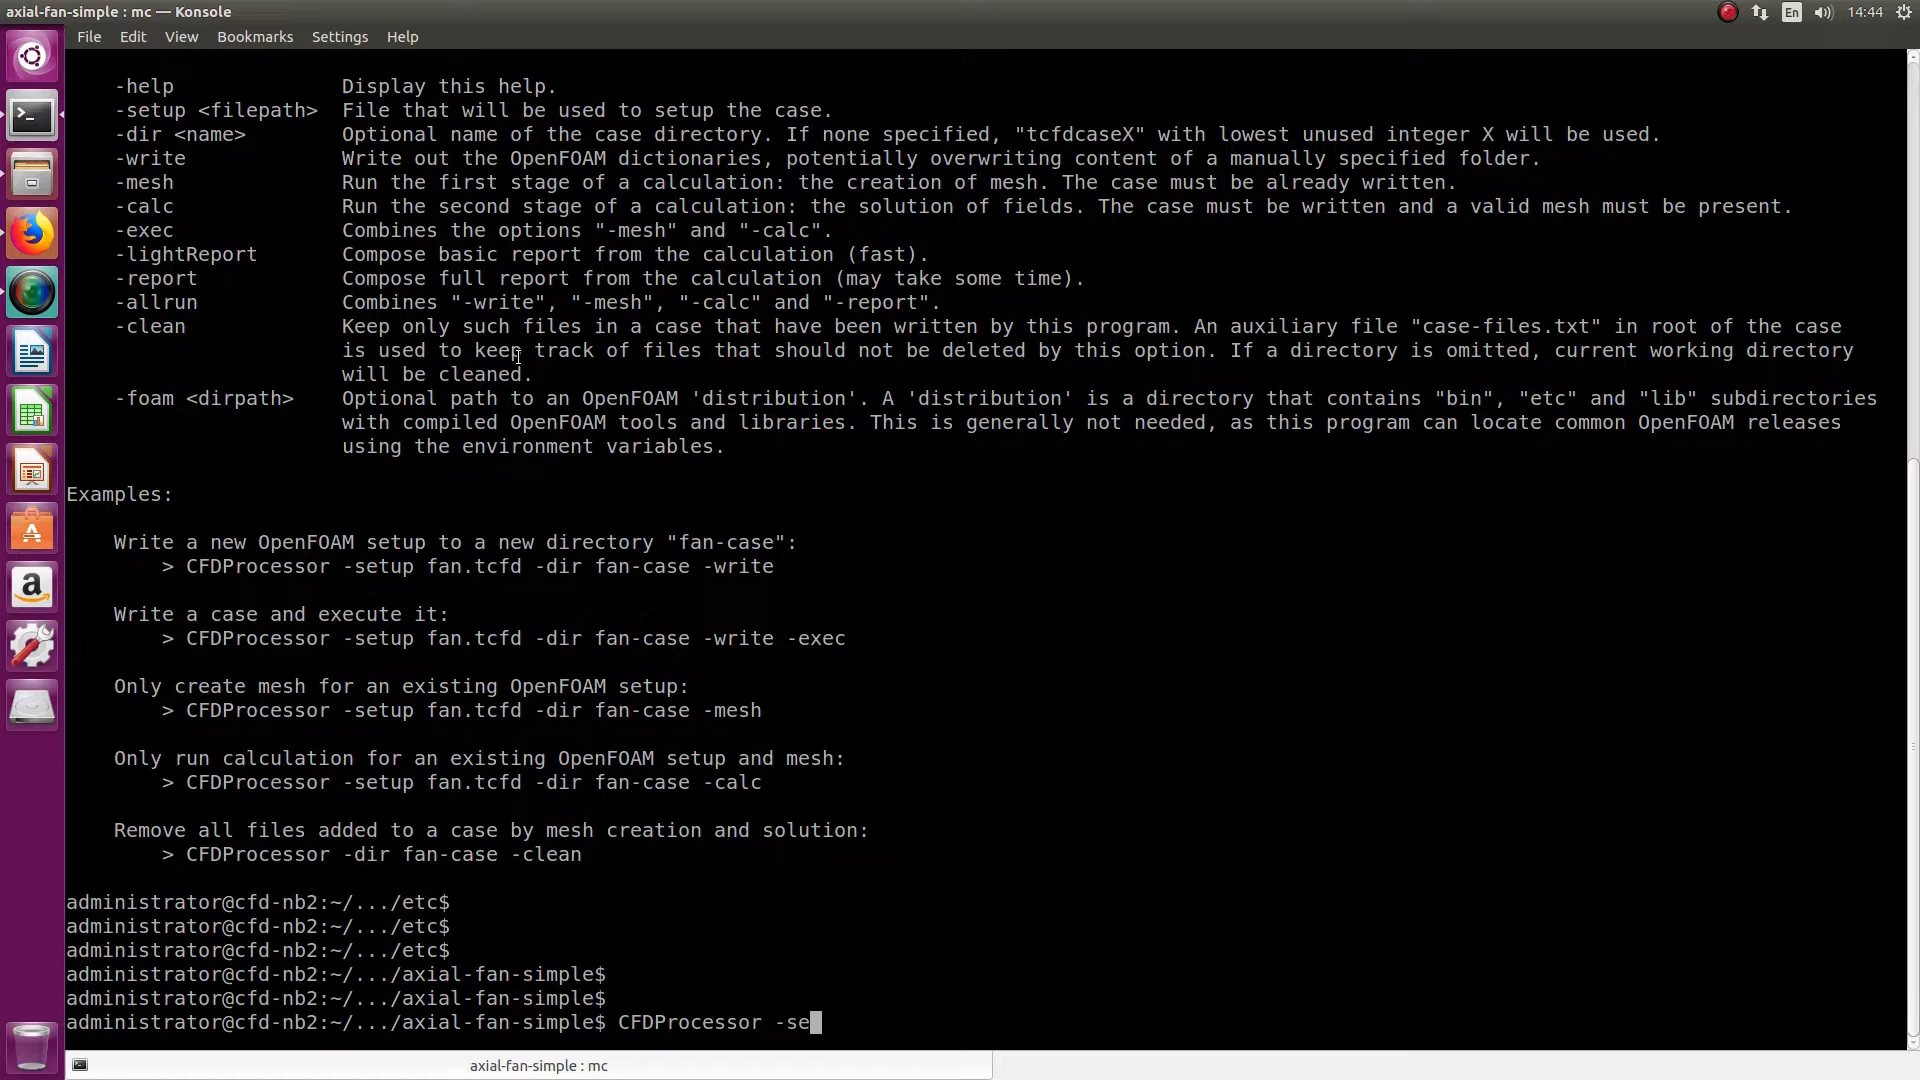 axial-fan-simple : mc — Konsole
En
14:44
File Edit View Bookmarks Settings Help
-help Display this help.
-setup <filepath> File that will be used to setup the case.
-dir <name> Optional name of the case directory. If none specified, "tcfdcaseX" with lowest unused integer X will be used.
-write Write out the OpenFOAM dictionaries, potentially overwriting content of a manually specified folder.
-mesh Run the first stage of a calculation: the creation of mesh. The case must be already written.
-calc Run the second stage of a calculation: the solution of fields. The case must be written and a valid mesh must be present.
-exec Combines the options "-mesh" and "-calc".
-lightReport Compose basic report from the calculation (fast).
-report Compose full report from the calculation (may take some time).
-allrun Combines "-write", "-mesh", "-calc" and "-report".
-clean Keep only such files in a case that have been written by this program. An auxiliary file "case-files.txt" in root of the case
is used to keep track of files that should not be deleted by this option. If a directory is omitted, current working directory
will be cleaned.
-foam <dirpath> Optional path to an OpenFOAM 'distribution'. A 'distribution' is a directory that contains "bin", "etc" and "lib" subdirectories
with compiled OpenFOAM tools and libraries. This is generally not needed, as this program can locate common OpenFOAM releases
using the environment variables.
Examples:
Write a new OpenFOAM setup to a new directory "fan-case":
> CFDProcessor -setup fan.tcfd -dir fan-case -write
Write a case and execute it:
> CFDProcessor -setup fan.tcfd -dir fan-case -write -exec
Only create mesh for an existing OpenFOAM setup:
> CFDProcessor -setup fan.tcfd -dir fan-case -mesh
Only run calculation for an existing OpenFOAM setup and mesh:
> CFDProcessor -setup fan.tcfd -dir fan-case -calc
Remove all files added to a case by mesh creation and solution:
> CFDProcessor -dir fan-case -clean
administrator@cfd-nb2:~/.../etc$
administrator@cfd-nb2:~/.../etc$
administrator@cfd-nb2:~/.../etc$
administrator@cfd-nb2:~/.../axial-fan-simple$
administrator@cfd-nb2:~/.../axial-fan-simple$
administrator@cfd-nb2:~/.../axial-fan-simple$ CFDProcessor -se
axial-fan-simple : mc